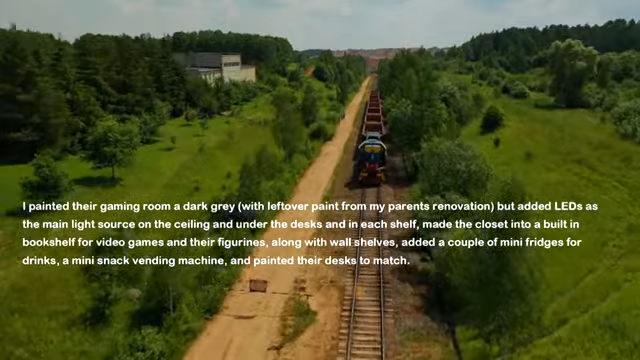 I painted their gaming room a dark grey (with leftover paint from my parents renovation) but added LEDs as
the main light source on the ceiling and under the desks and in each shelf, made the closet into a built in
bookshelf for video games and their figurines, along with wall shelves, added a couple of mini fridges for
drinks, a mini snack vending machine, and painted their desks to match.